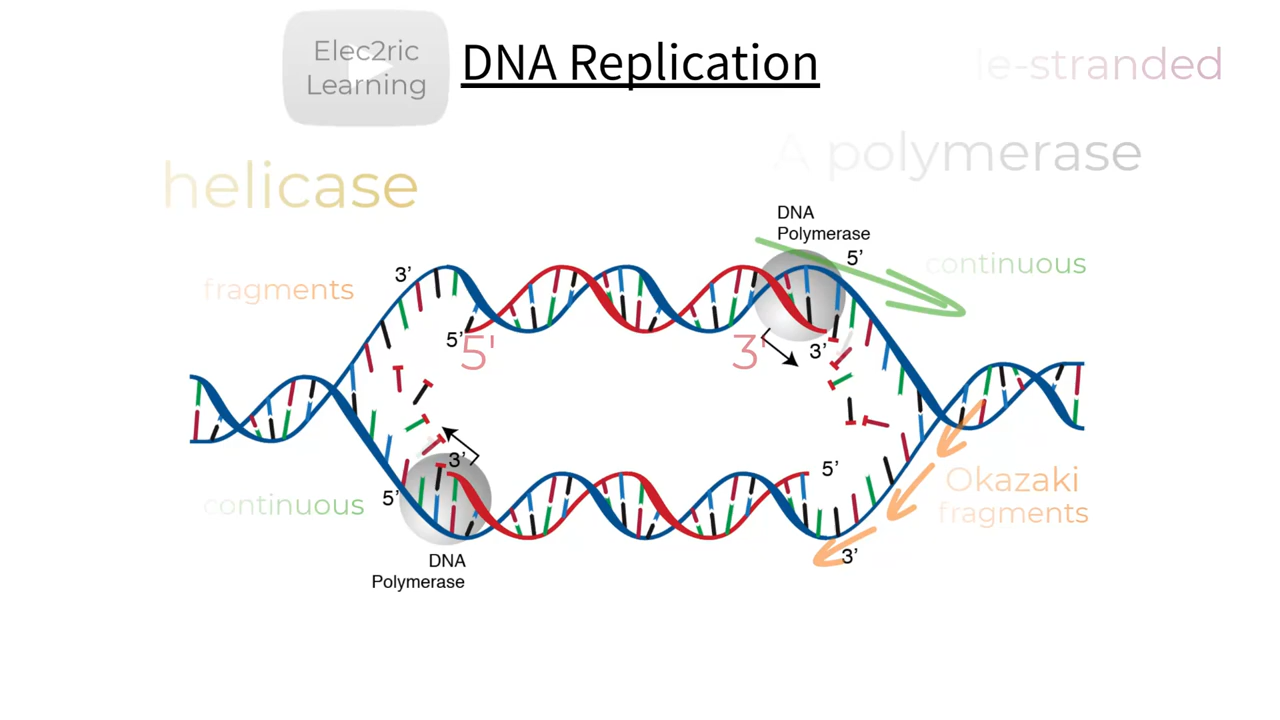 Elec2ric
Learning
DNA Replication
le-stranded
helicase
A polymerase
DNA
Polymerase
5’
continuous
3’
fragments
5’
5'
3'
3’
3’
5’
5’
continuous
Okazaki
fragments
3’
DNA
Polymerase